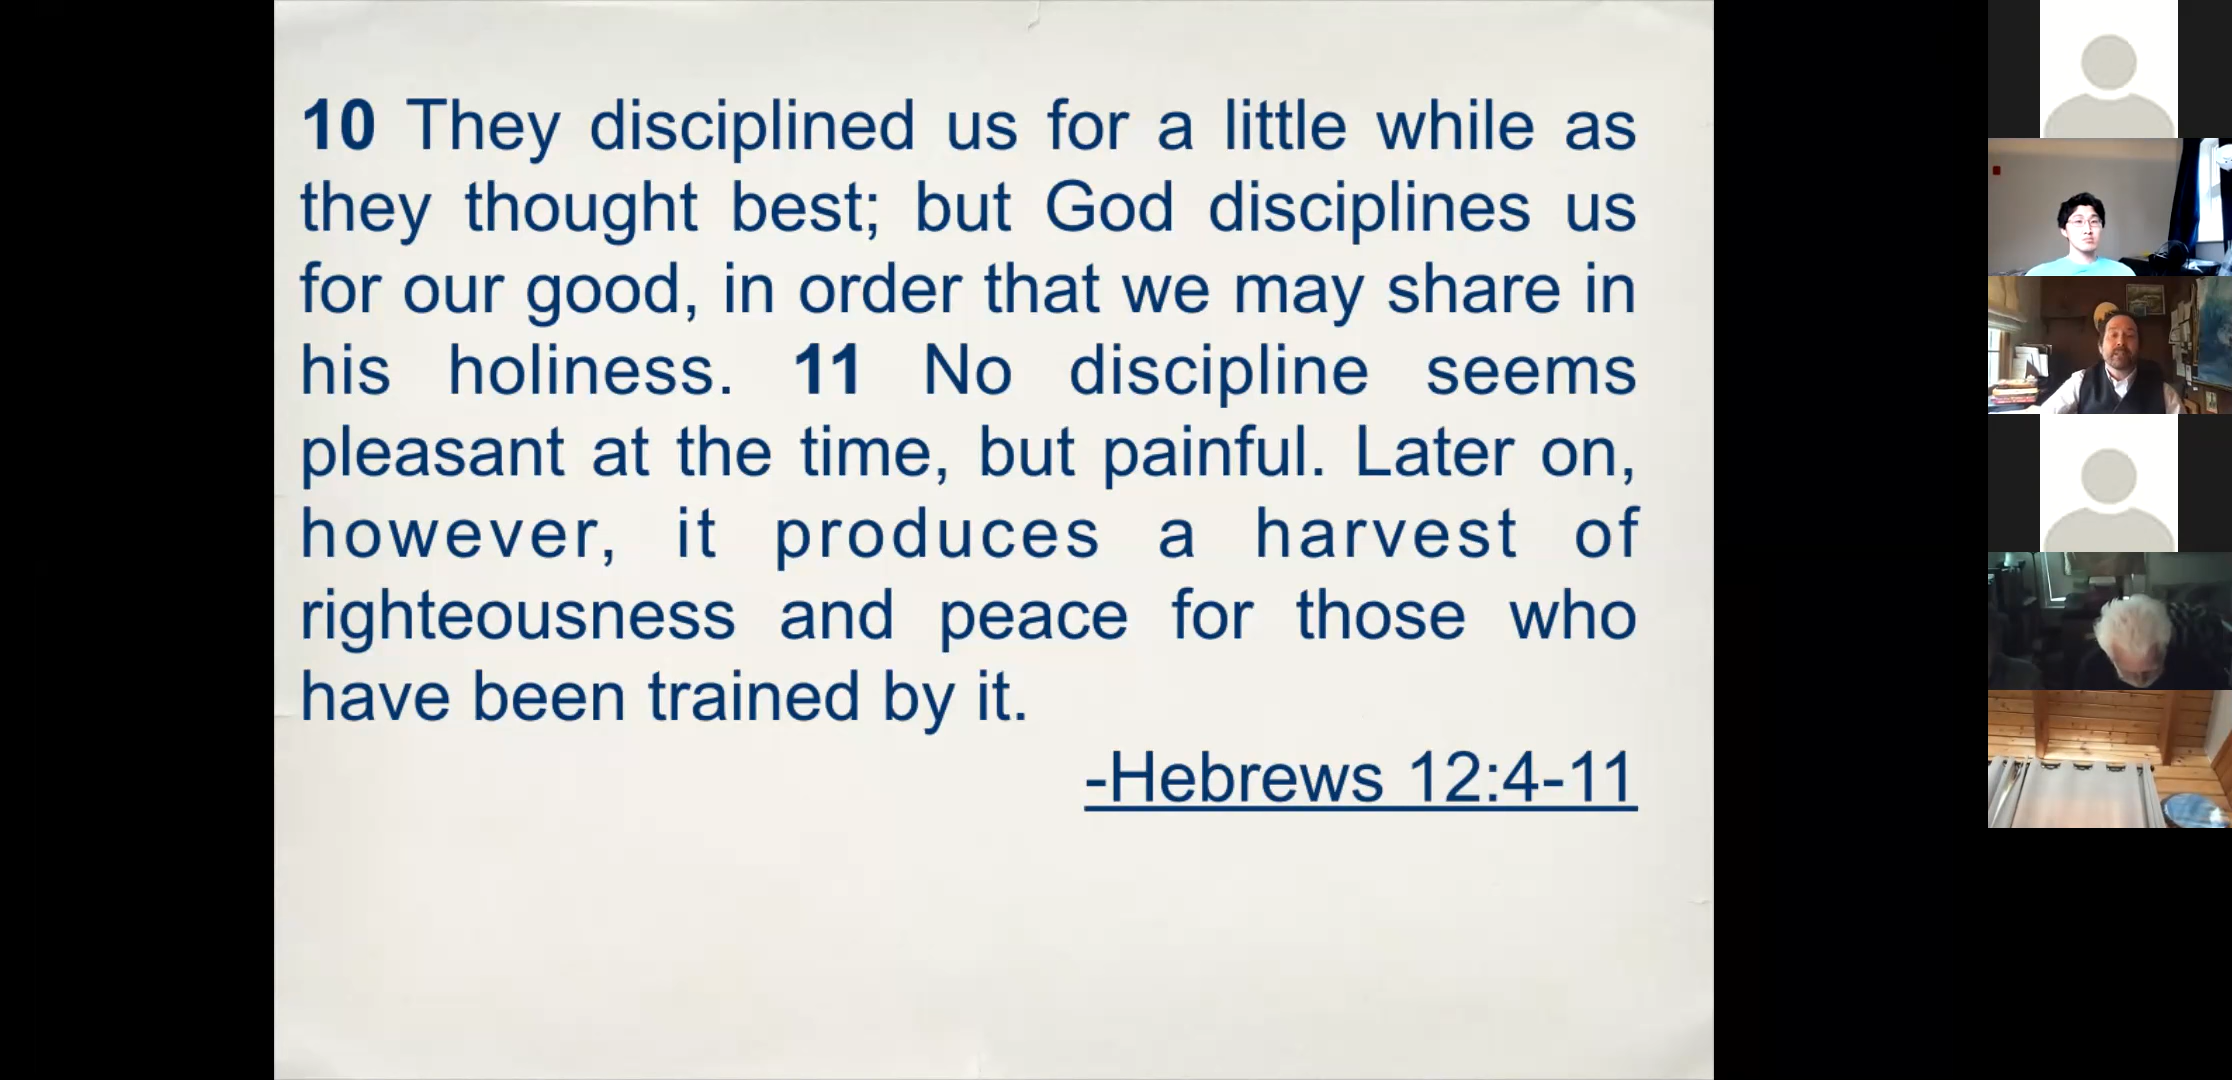 10 They disciplined us for a little while as
they thought best; but God disciplines us
for our good, in order that we may share in
his holiness. 11 No discipline seems
pleasant at the time, but painful. Later on,
however, it produces a harvest of
righteousness and peace for those who
have been trained by it.
-Hebrews 12:4-11